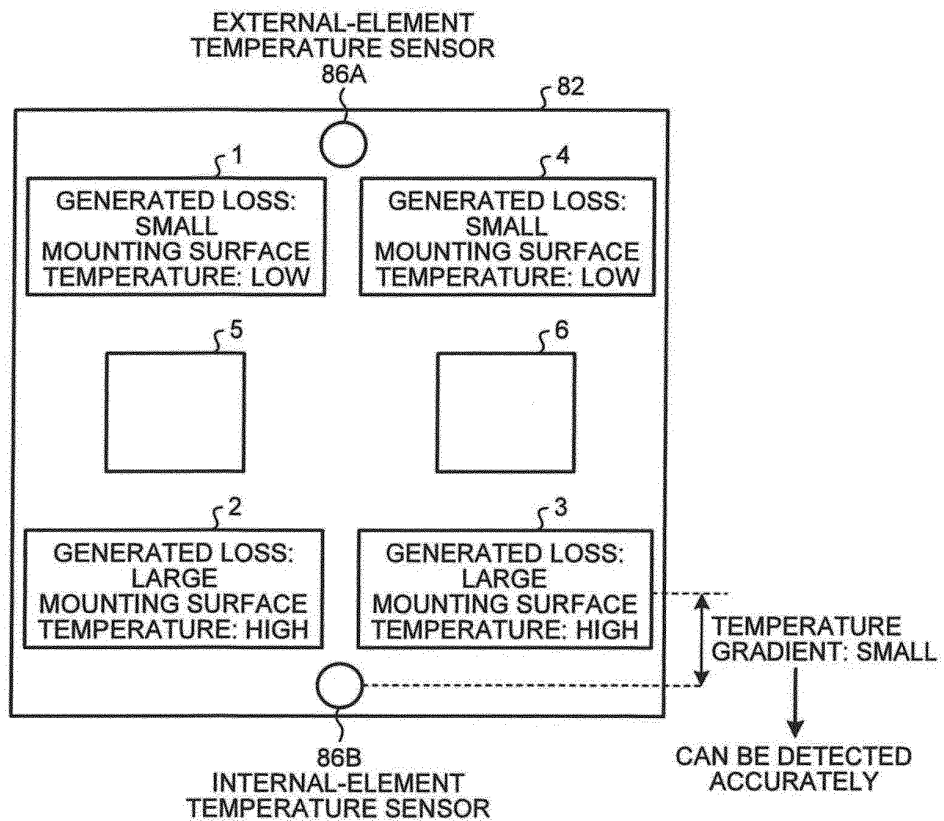 EXTERNAL-ELEMENT
TEMPERATURE SENSOR
86A
82
1
4
GENERATED LOSS:
SMALL
MOUNTING SURFACE
TEMPERATURE: LOW
GENERATED LOSS:
SMALL
MOUNTING SURFACE
TEMPERATURE: LOW
5
6
2
3
GENERATED LOSS:
LARGE
MOUNTING SURFACE
TEMPERATURE: HIGH
GENERATED LOSS:
LARGE
MOUNTING SURFACE
TEMPERATURE: HIGH
TEMPERATURE
GRADIENT: SMALL
CAN BE DETECTED
ACCURATELY
86B
INTERNAL-ELEMENT
TEMPERATURE SENSOR